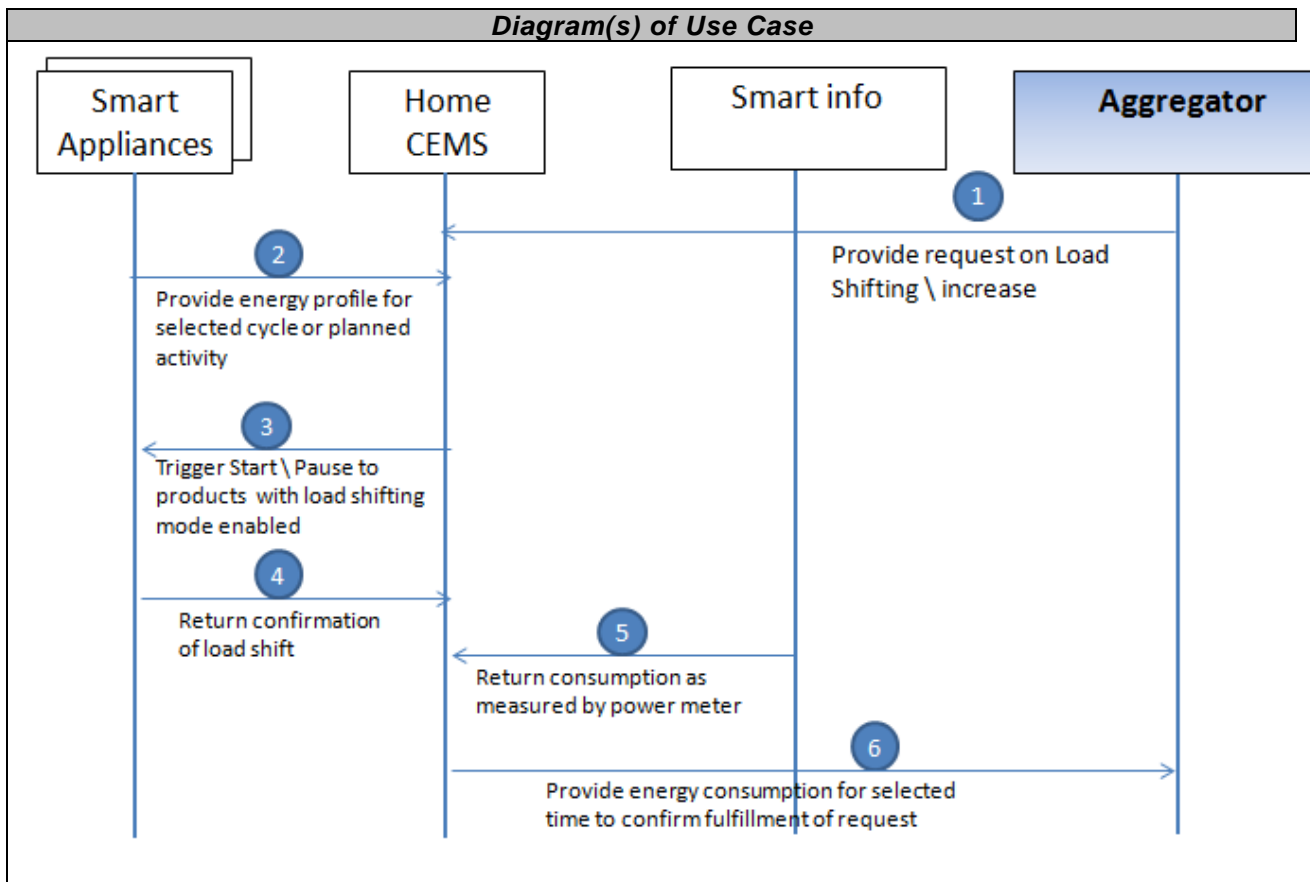 Diagram(s) of Use Case
Smart
Appliances
Home
CEMS
Smart info
Aggregator
1
Provide request on Load
Shifting \ increase
2
Provide energy profile for
selected cycle or planned
activity
3
Trigger Start \ Pause to
products with load shifting
mode enabled
4
Return confirmation
of load shift
5
Return consumption as
measured by power meter
6
Provide energy consumption for selected
time to confirm fulfillment of request